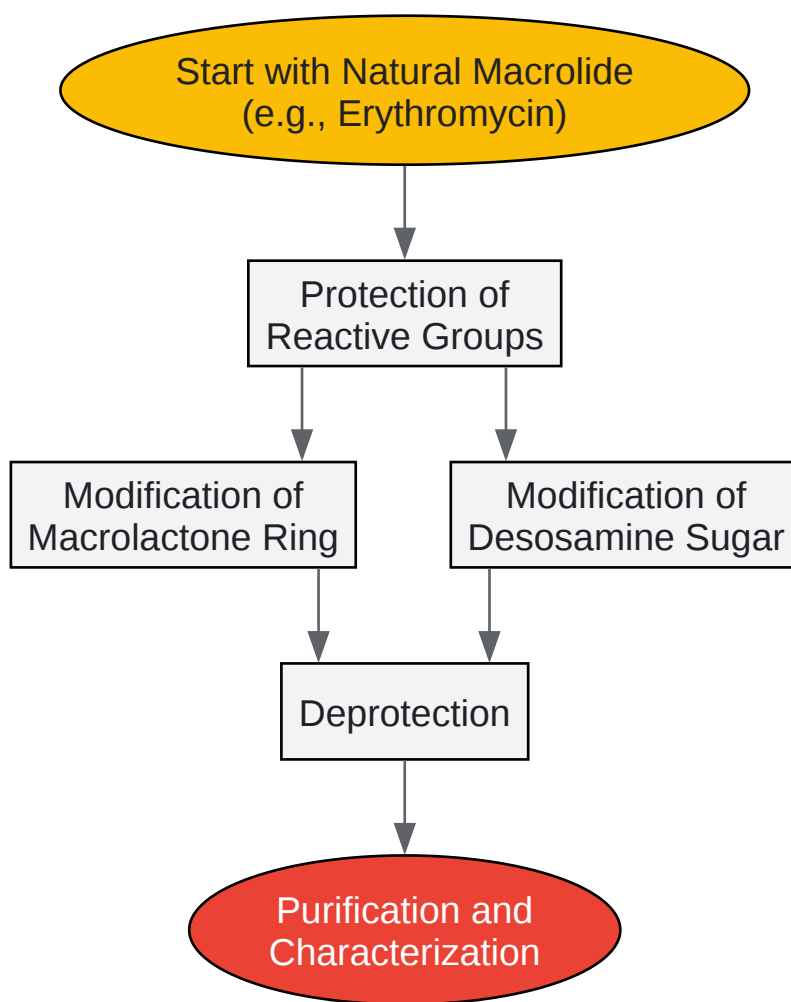 Start with Natural Macrolide
(e.g., Erythromycin)
Protection of
Reactive Groups
Modification of
Macrolactone Ring
Modification of
Desosamine Sugar
Deprotection
Purification and
Characterization